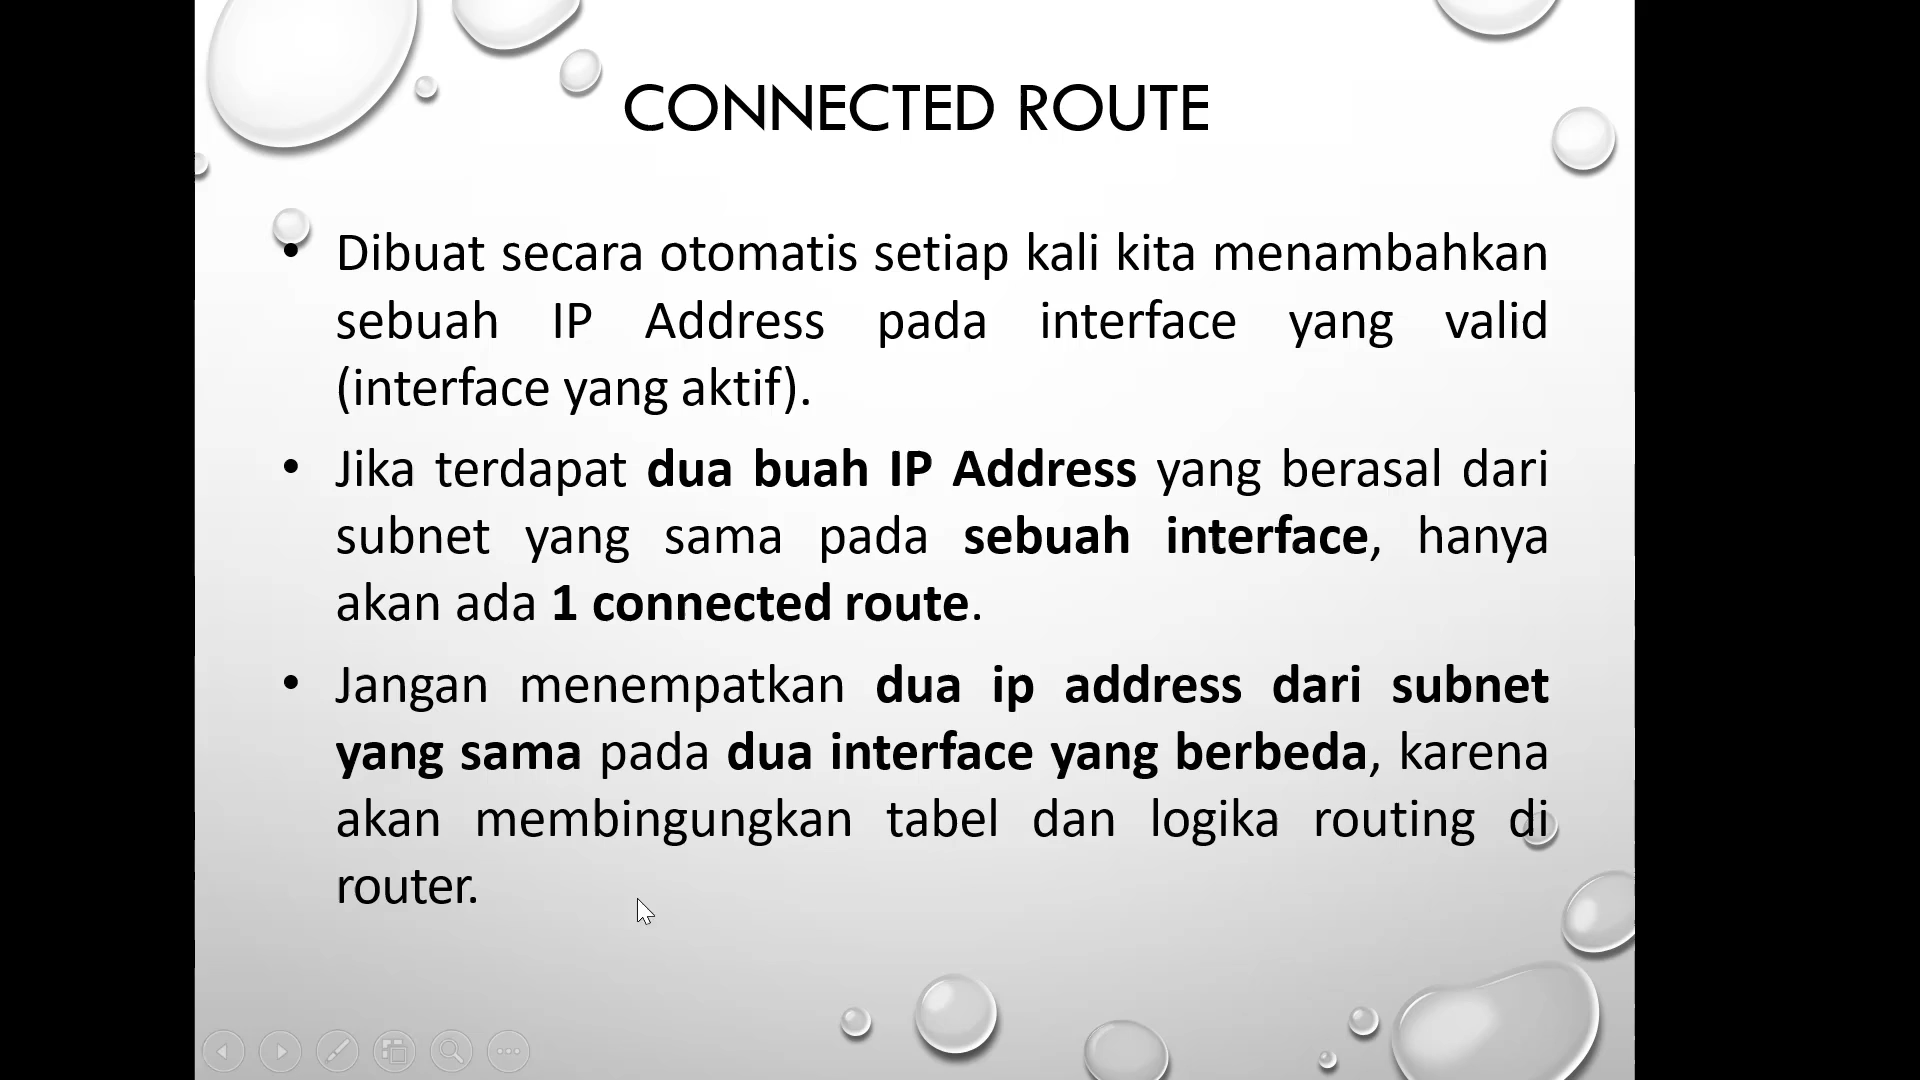 CONNECTED ROUTE
• Dibuat secara otomatis setiap kali kita menambahkan
sebuah IP Address pada interface yang valid
(interface yang aktif).
• Jika terdapat dua buah IP Address yang berasal dari
subnet yang sama pada sebuah interface, hanya
akan ada 1 connected route.
• Jangan menempatkan dua ip address dari subnet
yang sama pada dua interface yang berbeda, karena
akan membingungkan tabel dan logika routing di
router.